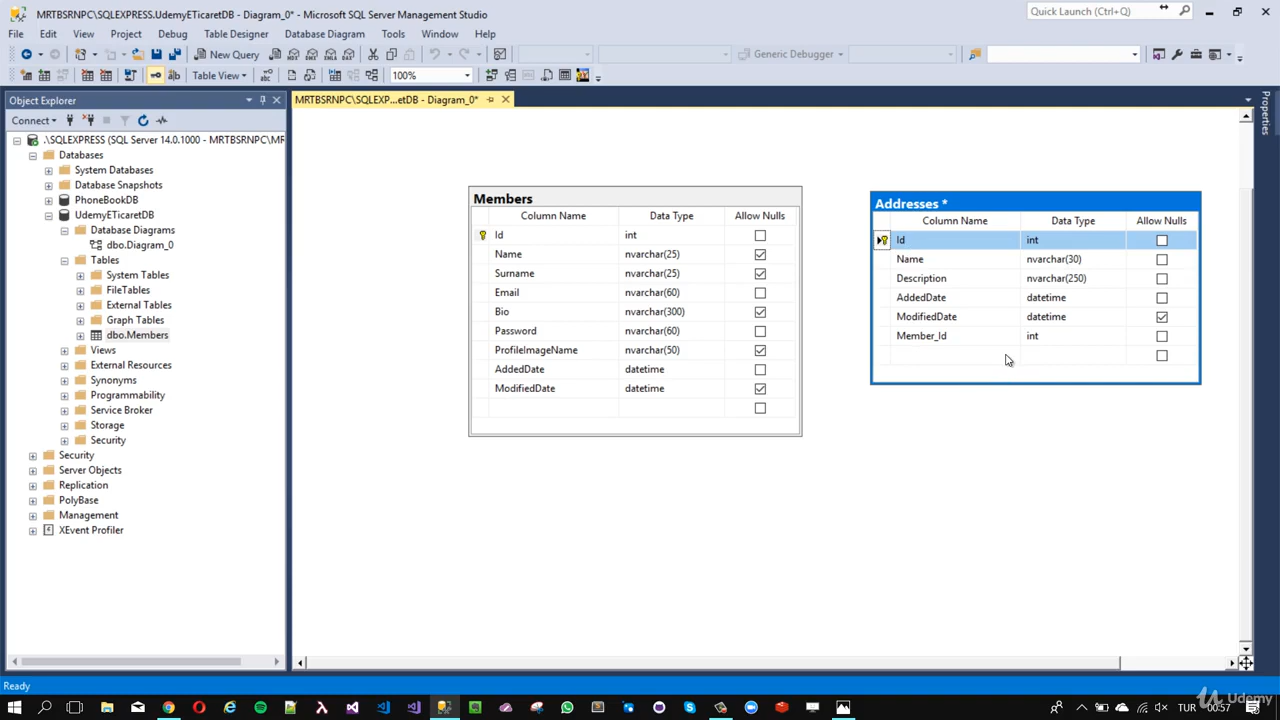 MRTBSRNPC\SQLEXPRESS.UdemyETicaretDB - Diagram_0* - Microsoft SQL Server Management Studio
Quick Launch (Ctrl+Q)
File Edit View Project Debug Table Designer Database Diagram Tools Window Help
New Query
Generic Debugger
Table View
100%
Object Explorer
Connect
.\SQLEXPRESS (SQL Server 14.0.1000 - MRTBSRNPC\MR
Databases
System Databases
Database Snapshots
PhoneBookDB
UdemyETicaretDB
Database Diagrams
dbo.Diagram_0
Tables
System Tables
FileTables
External Tables
Graph Tables
dbo.Members
Views
External Resources
Synonyms
Programmability
Service Broker
Storage
Security
Security
Server Objects
Replication
PolyBase
Management
XEvent Profiler
MRTBSRNPC\SQLEXP...etDB - Diagram_0*
Members
Column Name Data Type Allow Nulls
Id int
Name nvarchar(25)
Surname nvarchar(25)
Email nvarchar(60)
Bio nvarchar(300)
Password nvarchar(60)
ProfileImageName nvarchar(50)
AddedDate datetime
ModifiedDate datetime
Addresses *
Column Name Data Type Allow Nulls
Id int
Name nvarchar(30)
Description nvarchar(250)
AddedDate datetime
ModifiedDate datetime
Member_Id int
Properties
Ready
Udemy
TUR 00:57